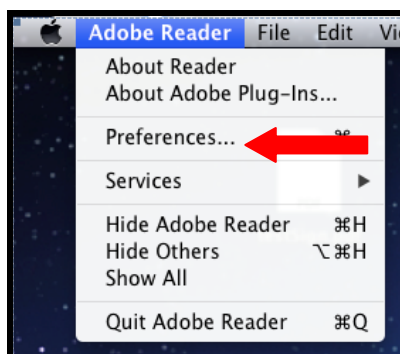 Adobe Reader File Edit
About Reader
About Adobe Plug-Ins...
Preferences... ⌘
Services ▶
Hide Adobe Reader ⌘H
Hide Others ⌥⌘H
Show All
Quit Adobe Reader ⌘Q